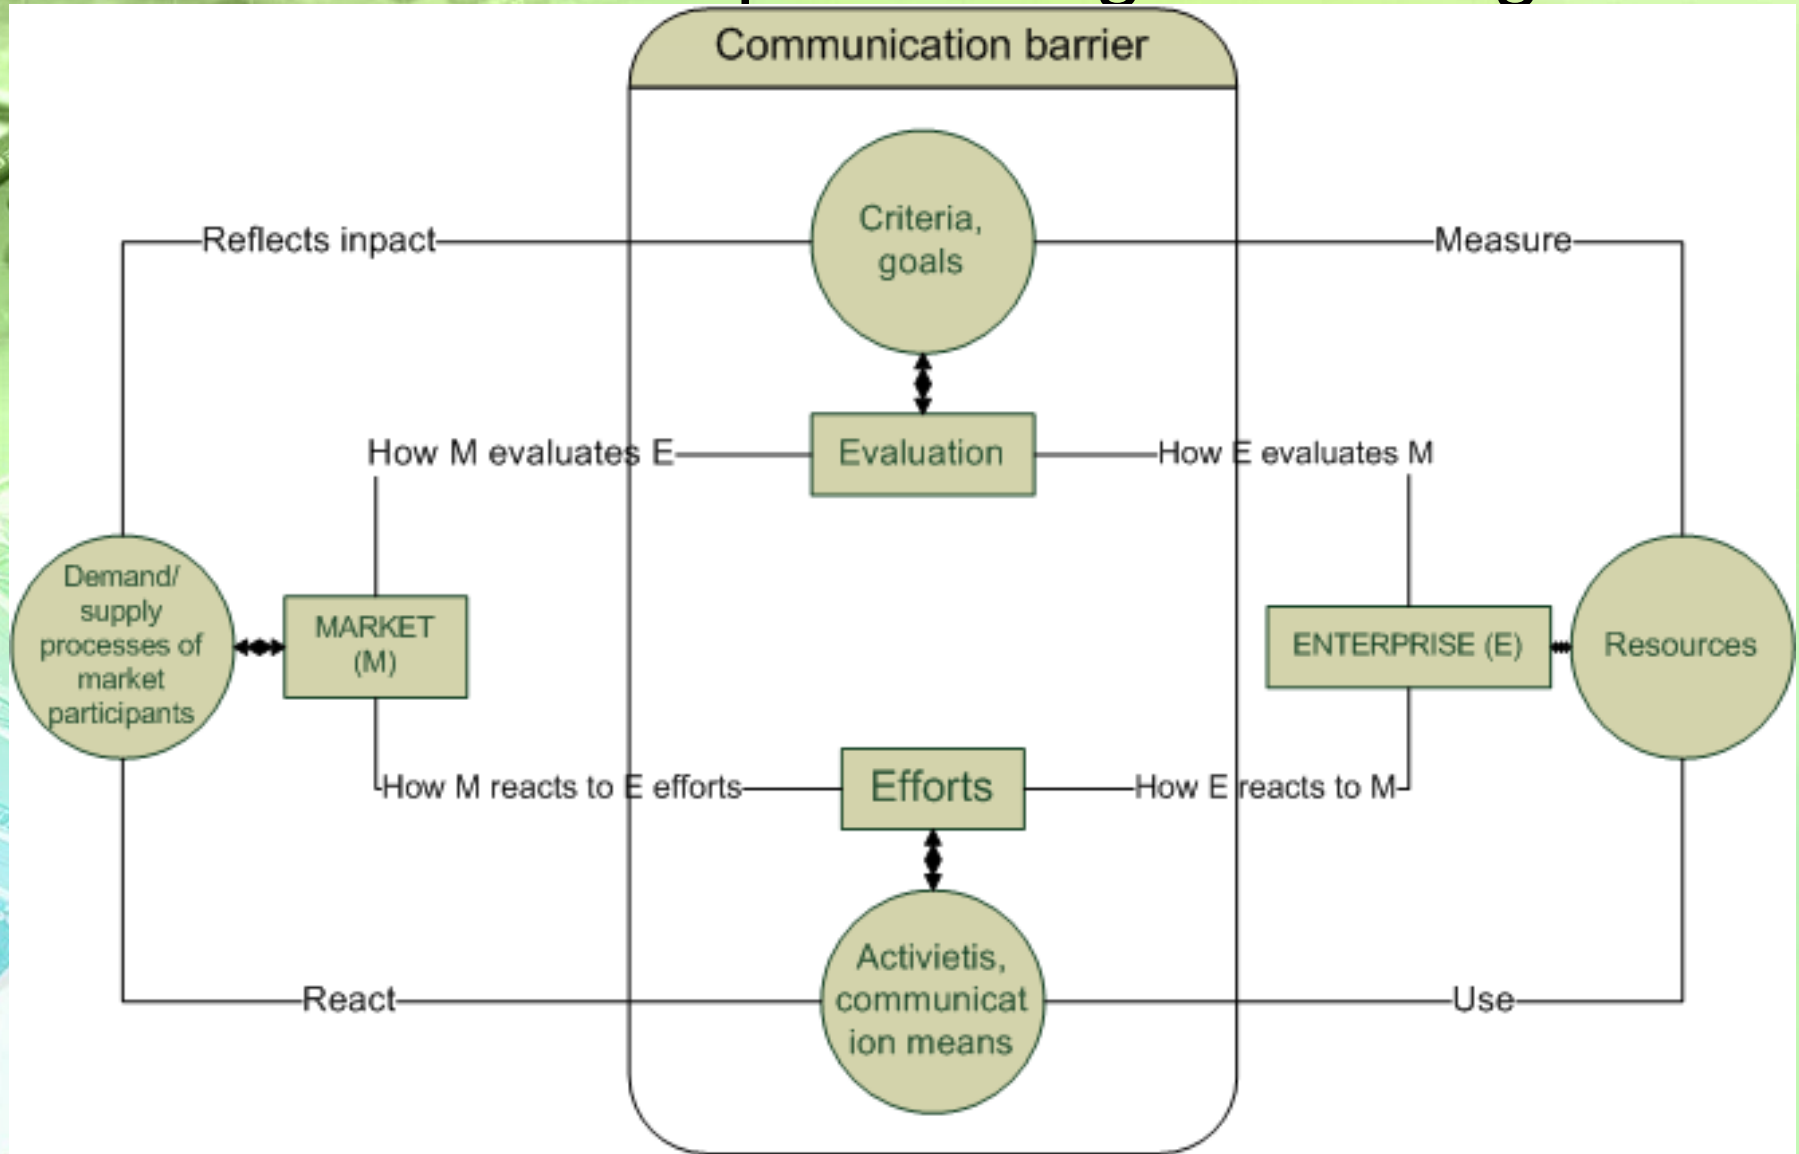 Communication barrier
Criteria,
goals
Reflects inpact
Measure
How M evaluates E
Evaluation
How E evaluates M
Demand/
supply
processes of
market
participants
MARKET
(M)
ENTERPRISE (E)
Resources
How M reacts to E efforts
Efforts
How E reacts to M
Activietis,
communicat
ion means
React
Use